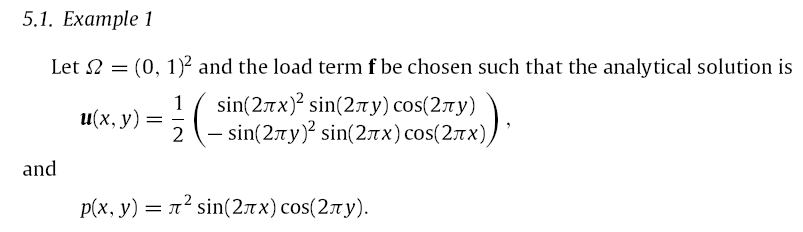 5.1. Example 1
Let Ω = (0, 1)² and the load term f be chosen such that the analytical solution is
u(x, y) = 1/2 ( sin(2πx)² sin(2πy) cos(2πy)
− sin(2πy)² sin(2πx) cos(2πx) ) ,
and
p(x, y) = π² sin(2πx) cos(2πy).